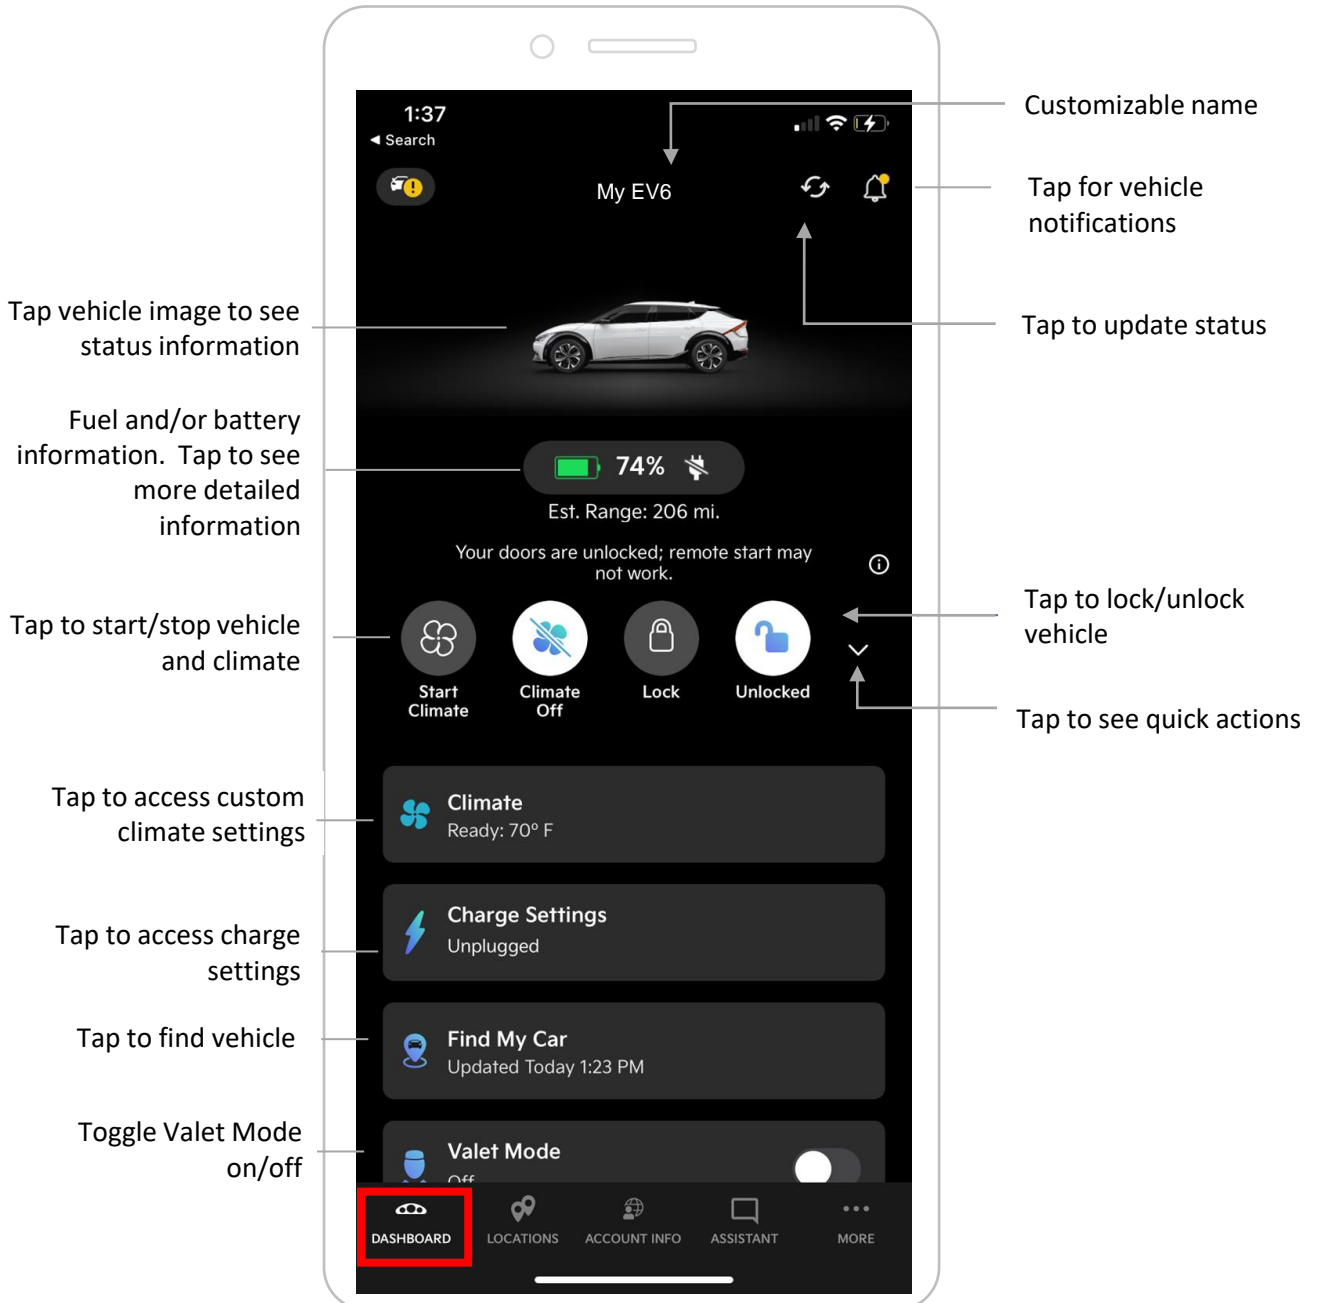 1:37
◀ Search
Customizable name
My EV6
Tap for vehicle
notifications
Tap vehicle image to see
status information
Tap to update status
Fuel and/or battery
information.  Tap to see
more detailed
information
74%
Est. Range: 206 mi.
Your doors are unlocked; remote start may
not work.
Tap to start/stop vehicle
and climate
Tap to lock/unlock
vehicle
Start
Climate
Climate
Off
Lock
Unlocked
Tap to see quick actions
Tap to access custom
climate settings
Climate
Ready: 70° F
Tap to access charge
settings
Charge Settings
Unplugged
Tap to find vehicle
Find My Car
Updated Today 1:23 PM
Toggle Valet Mode
on/off
Valet Mode
Off
DASHBOARD
LOCATIONS
ACCOUNT INFO
ASSISTANT
MORE